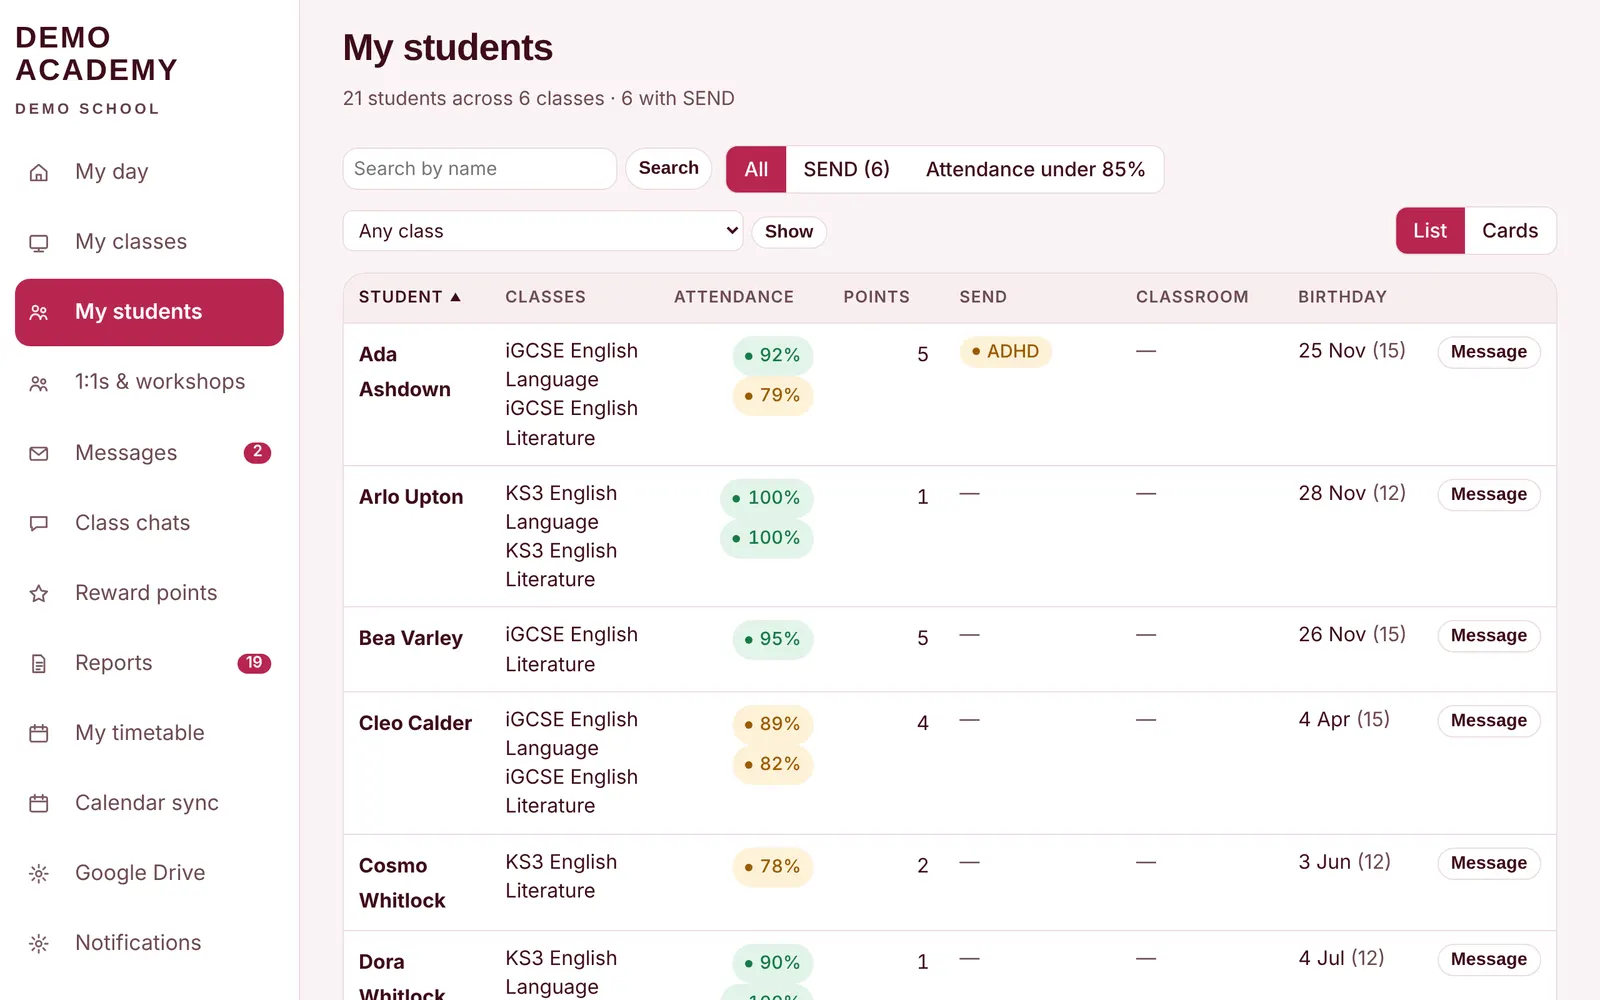 DEMO
ACADEMY
DEMO SCHOOL
My day
My classes
My students
1:1s & workshops
Messages 2
Class chats
Reward points
Reports 19
My timetable
Calendar sync
Google Drive
Notifications
My students
21 students across 6 classes · 6 with SEND
Search by name Search All SEND (6) Attendance under 85%
Any class Show List Cards
STUDENT ▲ CLASSES ATTENDANCE POINTS SEND CLASSROOM BIRTHDAY
Ada iGCSE English • 92% 5 • ADHD — 25 Nov (15) Message
Ashdown Language • 79%
iGCSE English
Literature
Arlo Upton KS3 English • 100% 1 — — 28 Nov (12) Message
Language • 100%
KS3 English
Literature
Bea Varley iGCSE English • 95% 5 — — 26 Nov (15) Message
Literature
Cleo Calder iGCSE English • 89% 4 — — 4 Apr (15) Message
Language • 82%
iGCSE English
Literature
Cosmo KS3 English • 78% 2 — — 3 Jun (12) Message
Whitlock Literature
Dora KS3 English • 90% 1 — — 4 Jul (12) Message
Whitlock Language • 100%